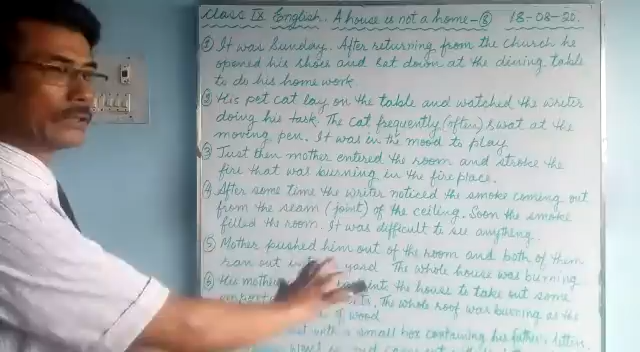 Class IX English. A house is not a home - ③ 18-08-20.
① It was Sunday. After returning from the church he
opened his shoes and set down at the dining table
to do his home work.
② His pet cat lay on the table and watched the writer
doing his task. The cat frequently (often) swat at the
moving pen. It was in the mood to play
③ Just then mother entered the room and stroke the
fire that was burning in the fireplace.
④ After some time the writer noticed the smoke coming out
from the seam (joint) of the ceiling. Soon the smoke
filled the room. It was difficult to see anything.
⑤ Mother pushed him out of the room and both of them
ran out yard. The whole house was burning
⑥ His the house to take out some
The whole roof was burning as the
of wood
with a small box containing his father's letters